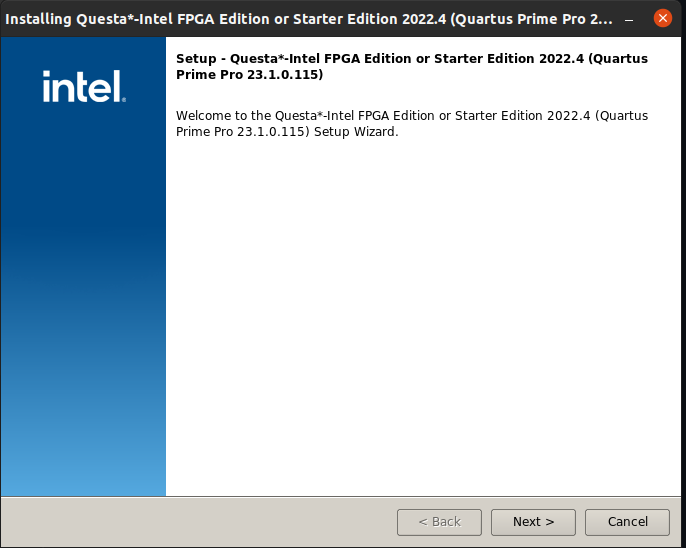 Installing Questa*-Intel FPGA Edition or Starter Edition 2022.4 (Quartus Prime Pro 2...
intel.
Setup - Questa*-Intel FPGA Edition or Starter Edition 2022.4 (Quartus
Prime Pro 23.1.0.115)
Welcome to the Questa*-Intel FPGA Edition or Starter Edition 2022.4 (Quartus
Prime Pro 23.1.0.115) Setup Wizard.
< Back Next > Cancel